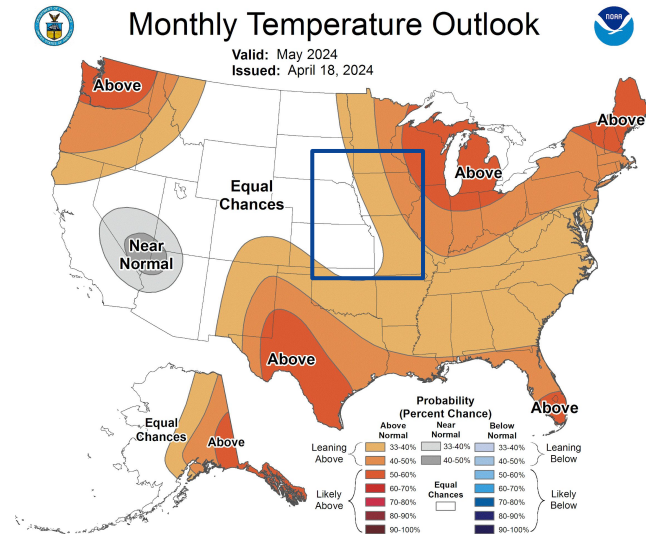 Monthly Temperature Outlook
NOAA
Valid: May 2024
Issued: April 18, 2024
Above
Above
Above
Equal
Chances
Near
Normal
Above
Above
Equal
Chances
Above
Probability
(Percent Chance)
Above
Normal
Near
Normal
Below
Normal
Leaning
Above
33-40%
33-40%
33-40%
Leaning
Below
40-50%
40-50%
40-50%
Likely
Above
50-60%
60-70%
70-80%
80-90%
90-100%
Equal
Chances
50-60%
60-70%
70-80%
80-90%
90-100%
Likely
Below